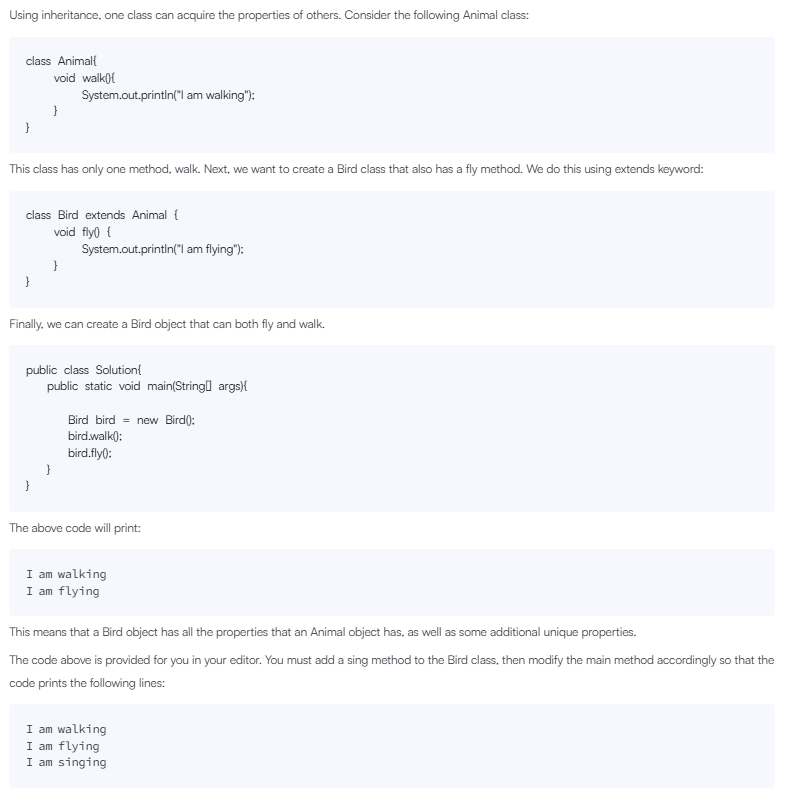 Using inheritance, one class can acquire the properties of others. Consider the following Animal class:
class Animal{
void walk(){
System.out.println("I am walking");
}
}
This class has only one method, walk. Next, we want to create a Bird class that also has a fly method. We do this using extends keyword:
class Bird extends Animal {
void fly() {
System.out.println("I am flying");
}
}
Finally, we can create a Bird object that can both fly and walk.
public class Solution{
public static void main(String[] args){
Bird bird = new Bird();
bird.walk();
bird.fly();
}
}
The above code will print:
I am walking
I am flying
This means that a Bird object has all the properties that an Animal object has, as well as some additional unique properties.
The code above is provided for you in your editor. You must add a sing method to the Bird class, then modify the main method accordingly so that the
code prints the following lines:
I am walking
I am flying
I am singing